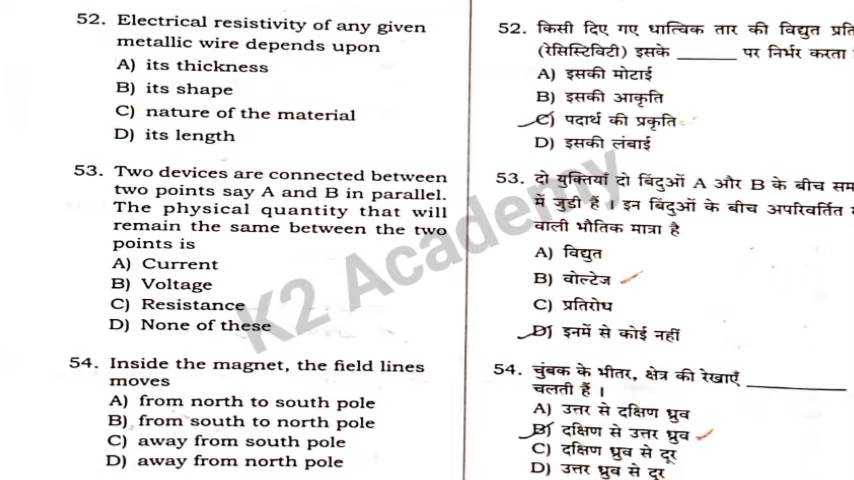 52. Electrical resistivity of any given
metallic wire depends upon
A) its thickness
B) its shape
C) nature of the material
D) its length
53. Two devices are connected between
two points say A and B in parallel.
The physical quantity that will
remain the same between the two
points is
A) Current
B) Voltage
C) Resistance
D) None of these
54. Inside the magnet, the field lines
moves
A) from north to south pole
B) from south to north pole
C) away from south pole
D) away from north pole
52. किसी दिए गए धात्विक तार की विद्युत प्रति
(रेसिस्टिविटी) इसके ______ पर निर्भर करता
A) इसकी मोटाई
B) इसकी आकृति
C) पदार्थ की प्रकृति
D) इसकी लंबाई
53. दो युक्तियाँ दो बिंदुओं A और B के बीच सम
में जुडी हैं । इन बिंदुओं के बीच अपरिवर्तित
वाली भौतिक मात्रा है
A) विद्युत
B) वोल्टेज
C) प्रतिरोध
D) इनमें से कोई नहीं
54. चुंबक के भीतर, क्षेत्र की रेखाएँ ______
चलती हैं ।
A) उत्तर से दक्षिण ध्रुव
B) दक्षिण से उत्तर ध्रुव
C) दक्षिण ध्रुव से दूर
D) उत्तर ध्रुव से दूर
K2 Academy